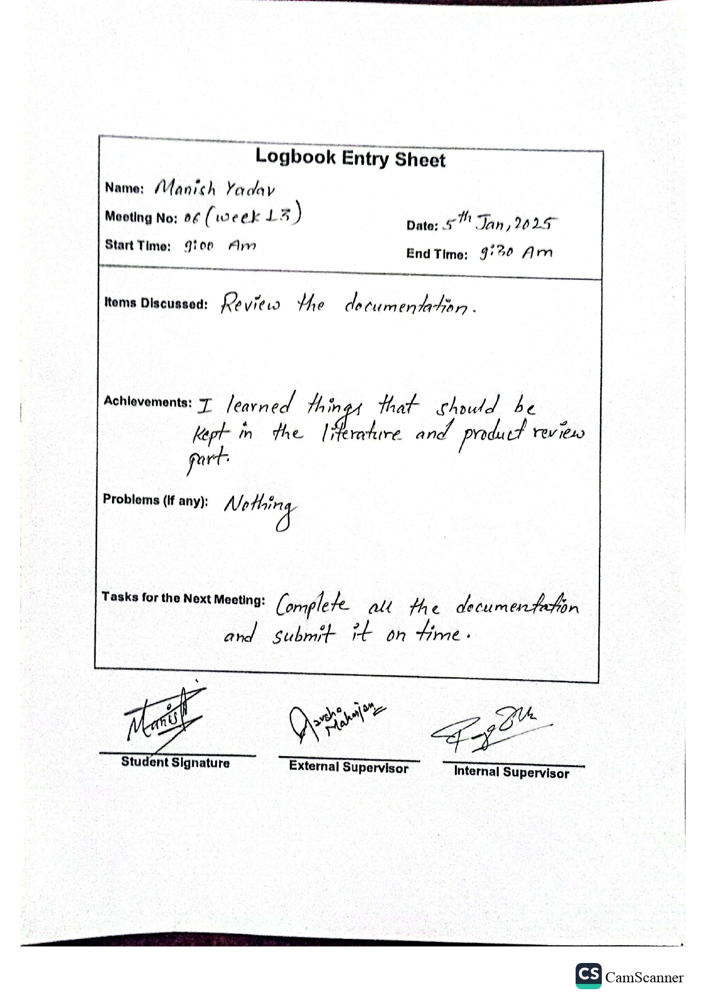 Logbook Entry Sheet
Name: Manish Yadav
Meeting No: 06 (week 13)
Date: 5th Jan, 2025
Start Time: 9:00 Am
End Time: 9:30 Am
Items Discussed: Review the documentation.
Achievements: I learned things that should be
kept in the literature and product review
part.
Problems (If any): Nothing
Tasks for the Next Meeting: Complete all the documentation
and submit it on time.
Manish
Maharjan
Student Signature
External Supervisor
Internal Supervisor
CS CamScanner